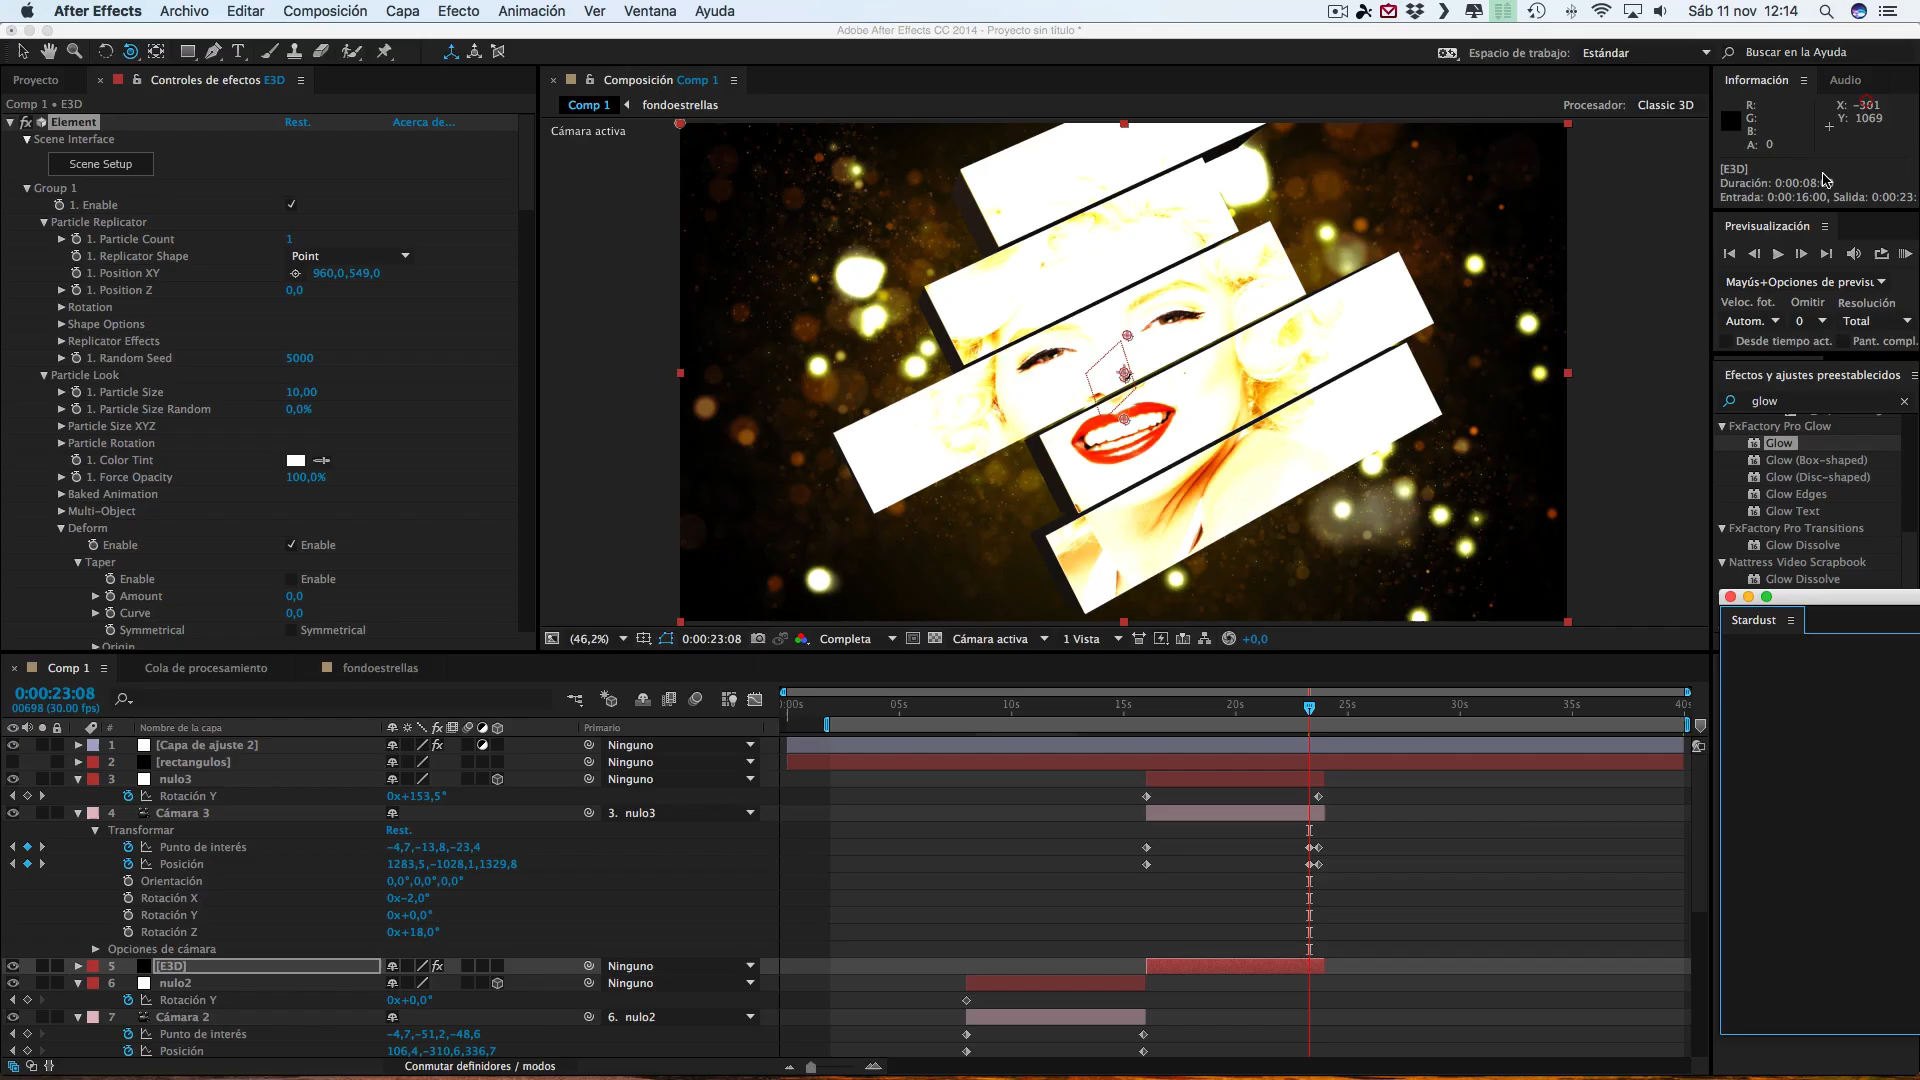 After Effects Archivo Editar Composición Capa Efecto Animación Ver Ventana Ayuda Sáb 11 nov 12:14
Adobe After Effects CC 2014 - Proyecto sin título *
Espacio de trabajo: Estándar Buscar en la Ayuda
Proyecto Controles de efectos E3D
Comp 1 • E3D
Element Rest. Acerca de...
Scene Interface
Scene Setup
Group 1
1. Enable
Particle Replicator
1. Particle Count 1
1. Replicator Shape Point
1. Position XY 960,0,549,0
1. Position Z 0,0
Rotation
Shape Options
Replicator Effects
1. Random Seed 5000
Particle Look
1. Particle Size 10,00
1. Particle Size Random 0,0%
Particle Size XYZ
Particle Rotation
1. Color Tint
1. Force Opacity 100,0%
Baked Animation
Multi-Object
Deform
Enable Enable
Taper
Enable Enable
Amount 0,0
Curve 0,0
Symmetrical Symmetrical
Origin
Composición Comp 1
Comp 1 fondoestrellas Procesador: Classic 3D
Cámara activa
(46,2%) 0:00:23:08 Completa Cámara activa 1 Vista +0,0
Información Audio
R: X: -301
G: Y: 1069
B:
A: 0
[E3D]
Duración: 0:00:08:
Entrada: 0:00:16:00, Salida: 0:00:23:
Previsualización
Mayús+Opciones de previsu
Veloc. fot. Omitir Resolución
Autom. 0 Total
Desde tiempo act. Pant. compl.
Efectos y ajustes preestablecidos
glow
FxFactory Pro Glow
Glow
Glow (Box-shaped)
Glow (Disc-shaped)
Glow Edges
Glow Text
FxFactory Pro Transitions
Glow Dissolve
Nattress Video Scrapbook
Glow Dissolve
Stardust
Comp 1 Cola de procesamiento fondoestrellas
0:00:23:08
00698 (30.00 fps)
:00s 05s 10s 15s 20s 25s 30s 35s 40s
# Nombre de la capa fx Primario
1 [Capa de ajuste 2] fx Ninguno
2 [rectangulos] Ninguno
3 nulo3 Ninguno
Rotación Y 0x+153,5°
4 Cámara 3 3. nulo3
Transformar Rest.
Punto de interés -4,7,-13,8,-23,4
Posición 1283,5,-1028,1,1329,8
Orientación 0,0°,0,0°,0,0°
Rotación X 0x-2,0°
Rotación Y 0x+0,0°
Rotación Z 0x+18,0°
Opciones de cámara
5 [E3D] fx Ninguno
6 nulo2 Ninguno
Rotación Y 0x+0,0°
7 Cámara 2 6. nulo2
Punto de interés -4,7,-51,2,-48,6
Posición 106,4,-310,6,336,7
Conmutar definidores / modos